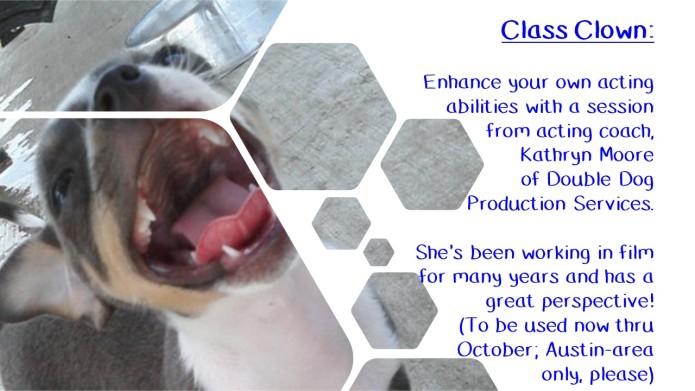 Class Clown:
Enhance your own acting
abilities with a session
from acting coach,
Kathryn Moore
of Double Dog
Production Services.
She's been working in film
for many years and has a
great perspective!
(To be used now thru
October; Austin-area
only, please)